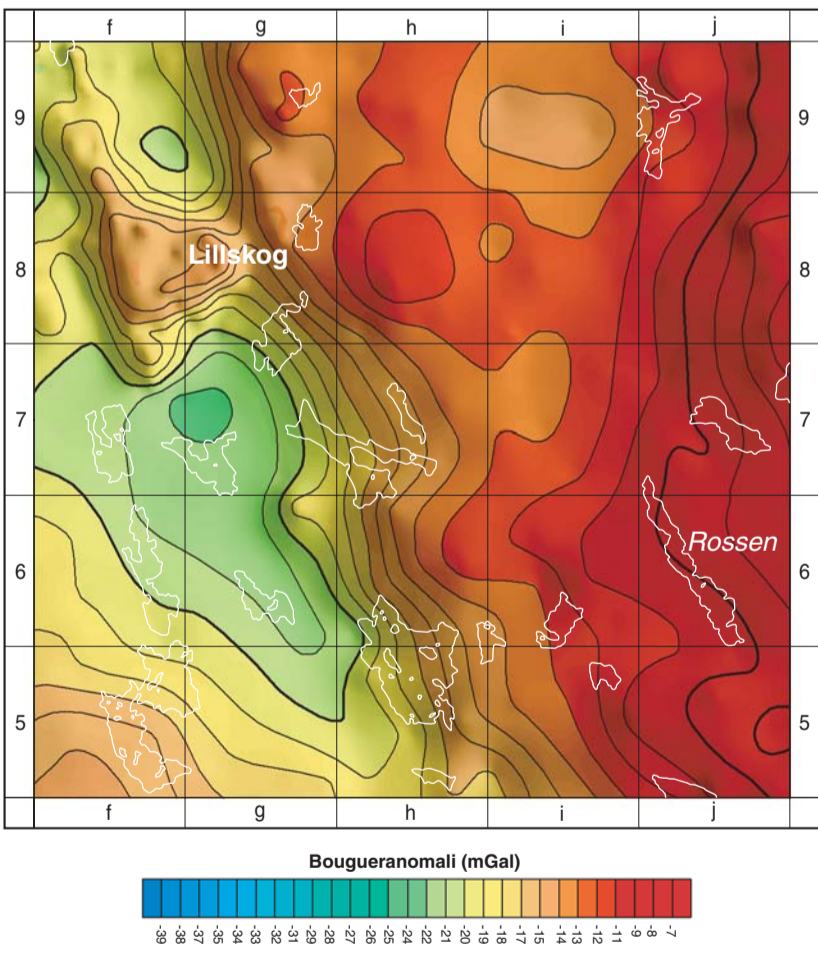 f g h i j
9 9
8 Lillskog 8
7 7
6 Rossen 6
5 5
f g h i j
Bougueranomali (mGal)
-39 -38 -37 -35 -34 -33 -32 -31 -29 -28 -27 -26 -25 -24 -22 -21 -20 -19 -18 -17 -15 -14 -13 -12 -11 -9 -8 -7